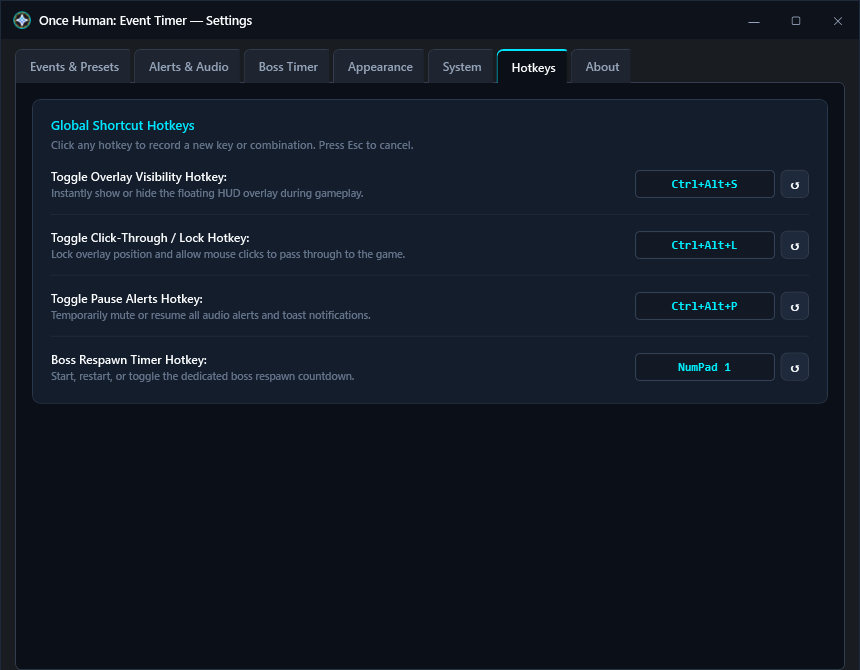 Once Human: Event Timer — Settings
Events & Presets
Alerts & Audio
Boss Timer
Appearance
System
Hotkeys
About
Global Shortcut Hotkeys
Click any hotkey to record a new key or combination. Press Esc to cancel.
Toggle Overlay Visibility Hotkey:
Instantly show or hide the floating HUD overlay during gameplay.
Ctrl+Alt+S
Toggle Click-Through / Lock Hotkey:
Lock overlay position and allow mouse clicks to pass through to the game.
Ctrl+Alt+L
Toggle Pause Alerts Hotkey:
Temporarily mute or resume all audio alerts and toast notifications.
Ctrl+Alt+P
Boss Respawn Timer Hotkey:
Start, restart, or toggle the dedicated boss respawn countdown.
NumPad 1